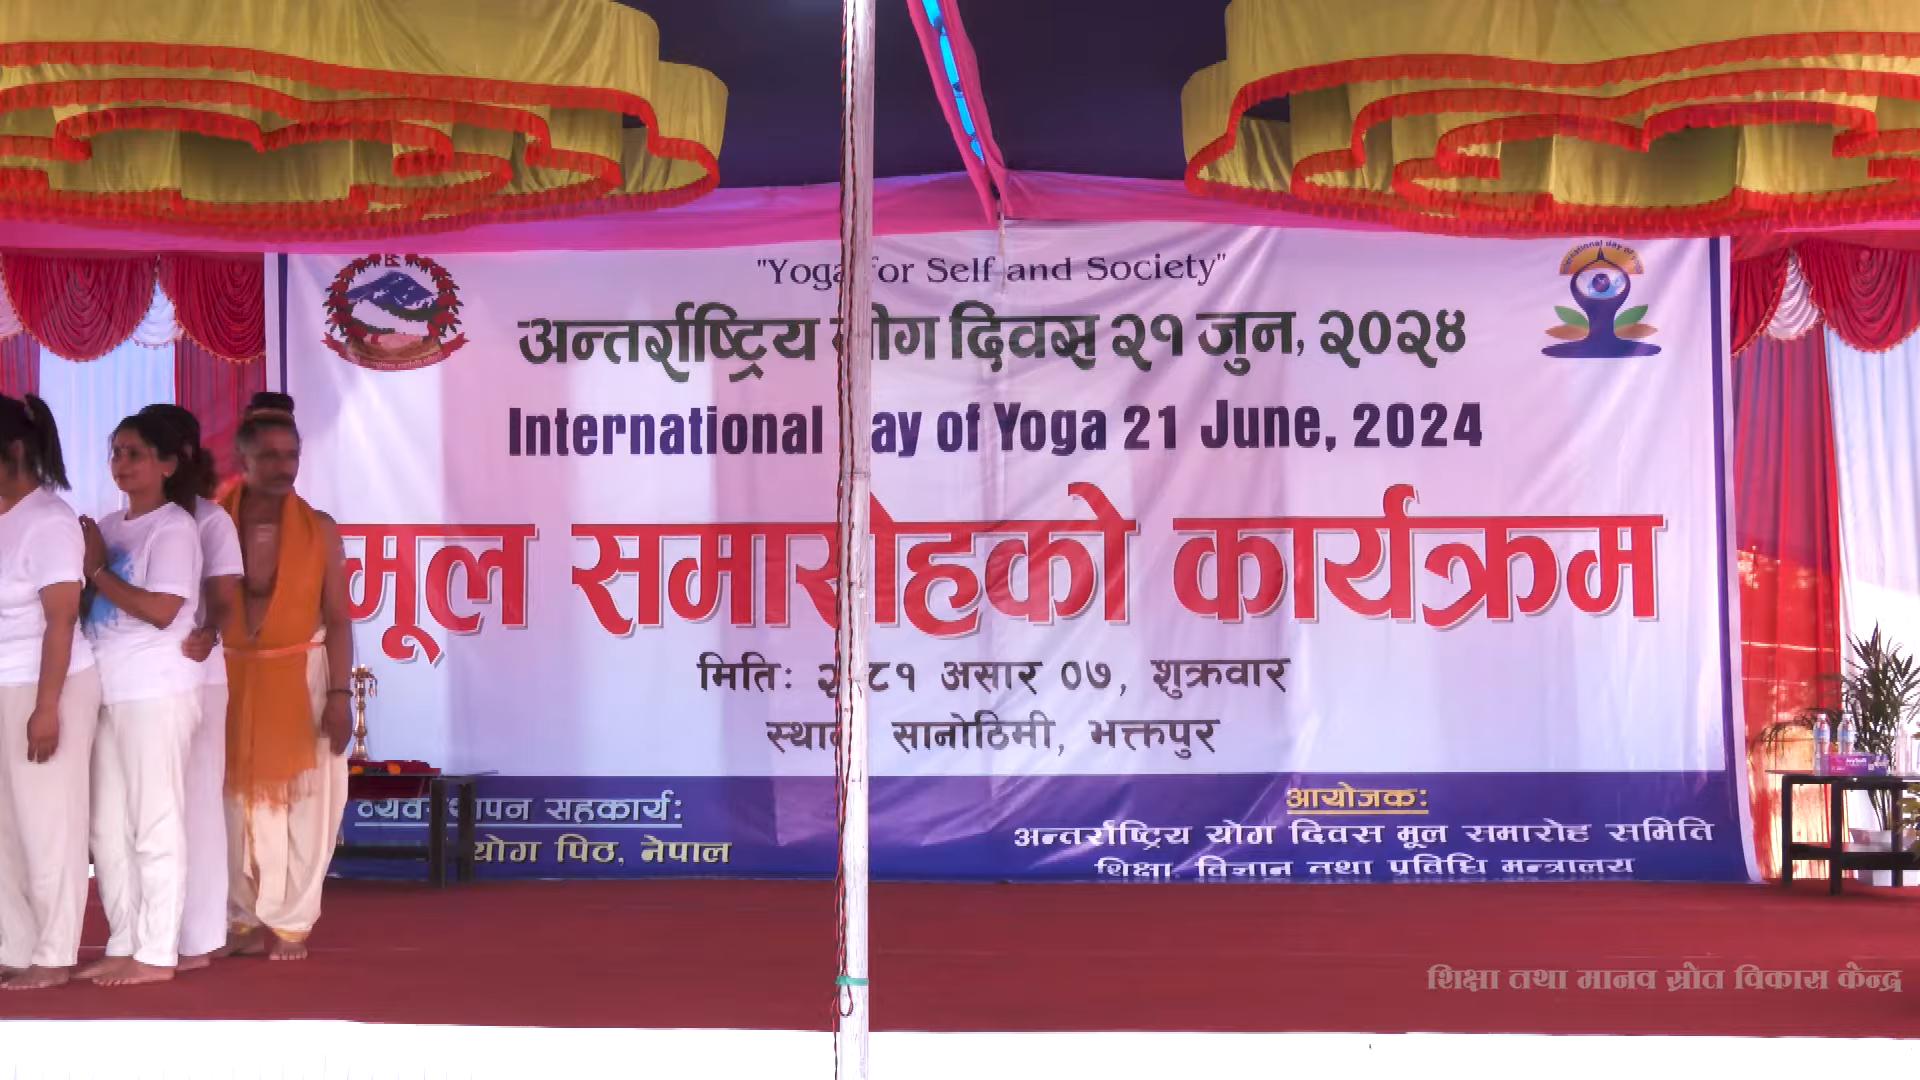 "Yoga for Self and Society"
अन्तर्राष्ट्रिय योग दिवस २१ जुन, २०२४
International Day of Yoga 21 June, 2024
मूल समारोहको कार्यक्रम
मितिः २०८१ असार ०७, शुक्रवार
स्थानः सानोठिमी, भक्तपुर
व्यवस्थापन सहकार्यः
योग पिठ, नेपाल
आयोजकः
अन्तर्राष्ट्रिय योग दिवस मूल समारोह समिति
शिक्षा, विज्ञान तथा प्रविधि मन्त्रालय
शिक्षा तथा मानव स्रोत विकास केन्द्र